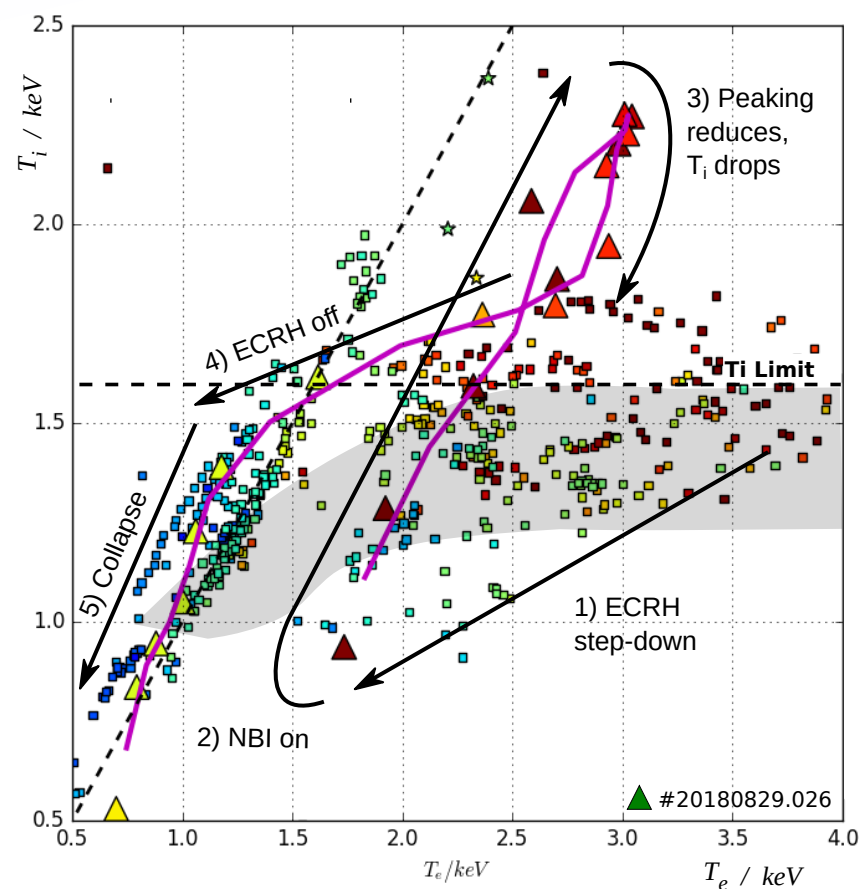 2.5
2.0
1.5
1.0
0.5
T_i / keV
3) Peaking
reduces,
T_i drops
4) ECRH off
Ti Limit
5) Collapse
1) ECRH
step-down
2) NBI on
#20180829.026
0.5
1.0
1.5
2.0
2.5
3.0
3.5
4.0
T_e/keV
T_e / keV